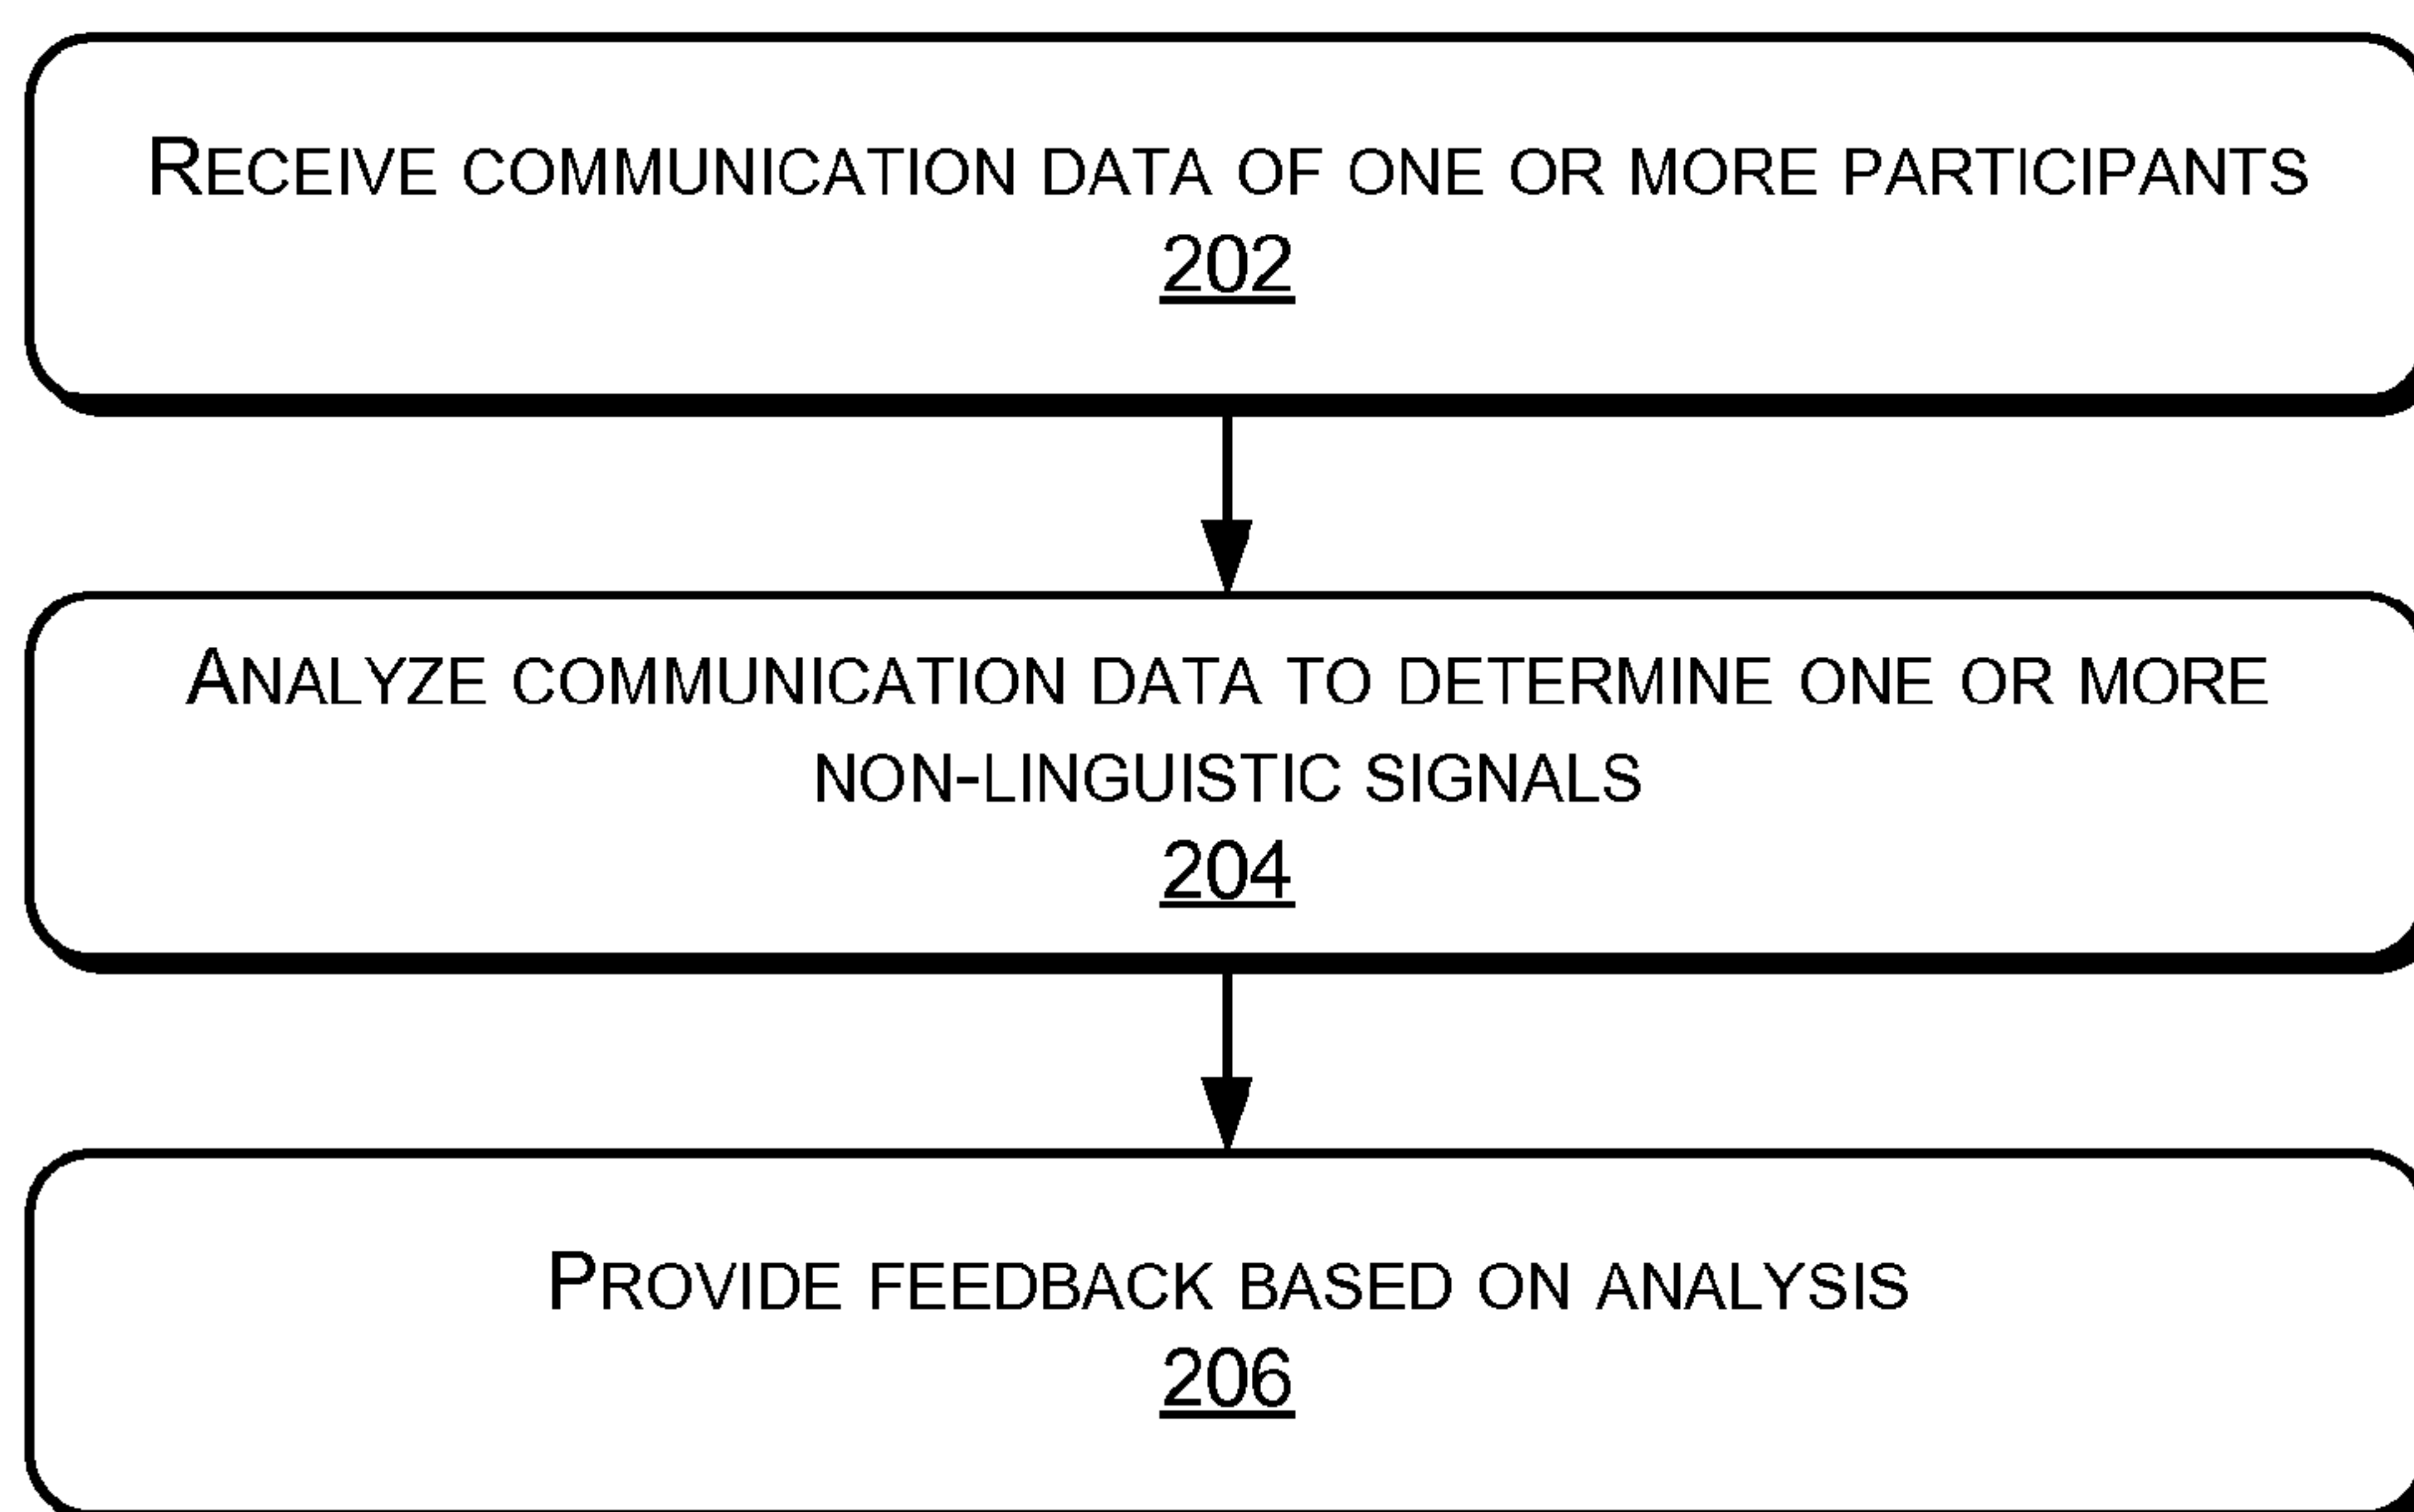 RECEIVE COMMUNICATION DATA OF ONE OR MORE PARTICIPANTS
202
ANALYZE COMMUNICATION DATA TO DETERMINE ONE OR MORE
NON-LINGUISTIC SIGNALS
204
PROVIDE FEEDBACK BASED ON ANALYSIS
206